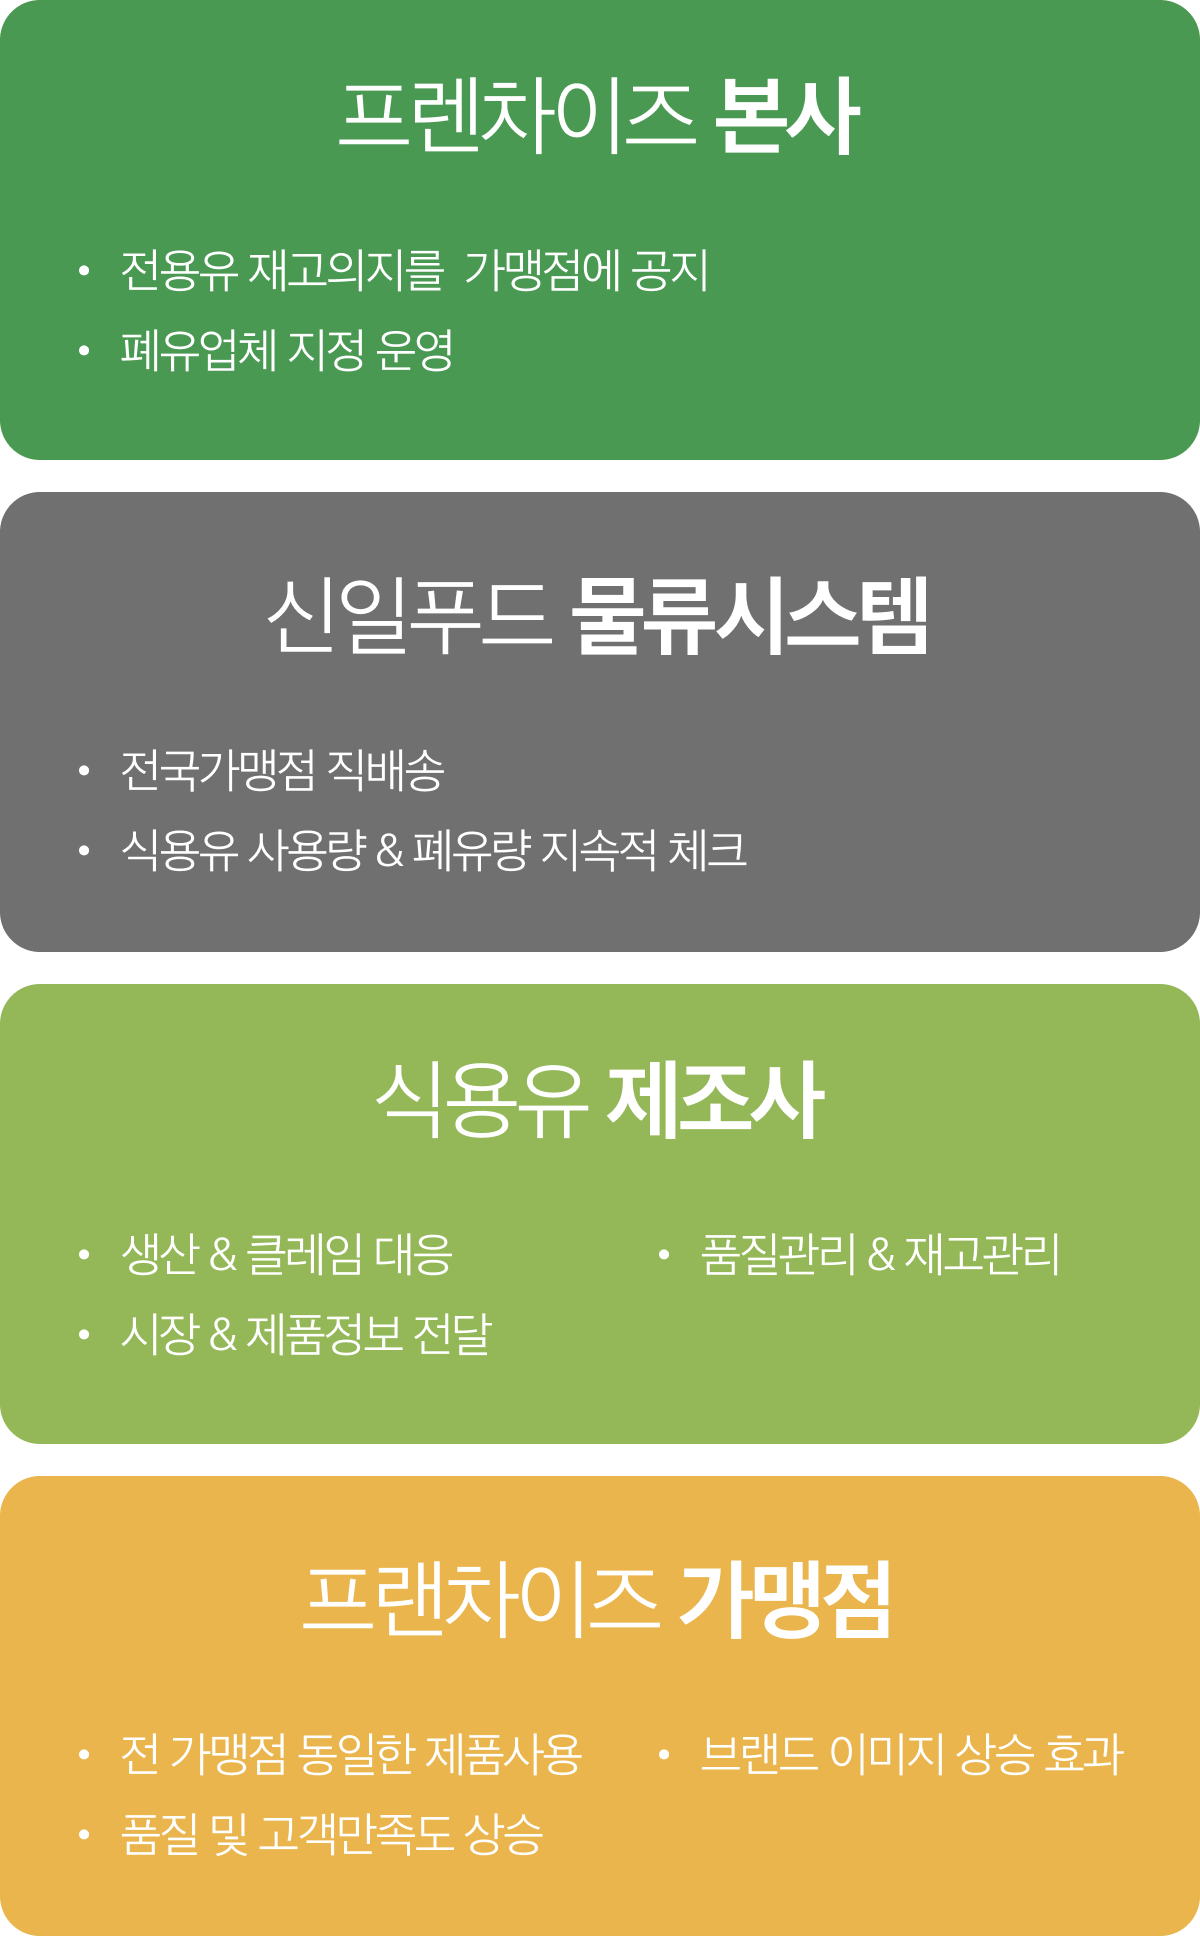 프렌차이즈 본사
• 전용유 재고의지를 가맹점에 공지
• 폐유업체 지정 운영
신일푸드 물류시스템
• 전국가맹점 직배송
• 식용유 사용량 & 폐유량 지속적 체크
식용유 제조사
• 생산 & 클레임 대응
• 시장 & 제품정보 전달
• 품질관리 & 재고관리
프랜차이즈 가맹점
• 전 가맹점 동일한 제품사용
• 품질 및 고객만족도 상승
• 브랜드 이미지 상승 효과